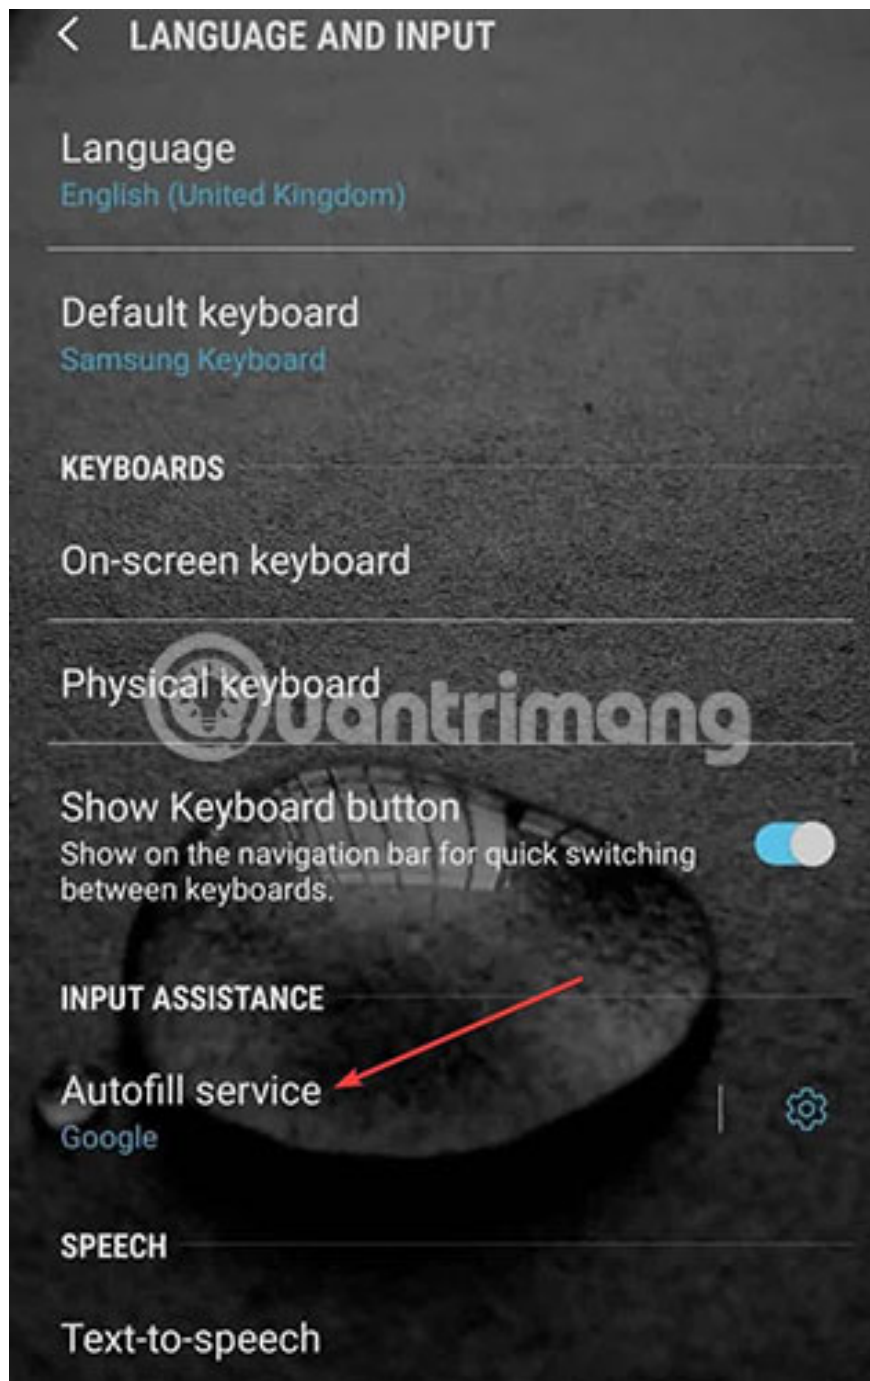 LANGUAGE AND INPUT
Language
English (United Kingdom)
Default keyboard
Samsung Keyboard
KEYBOARDS
On-screen keyboard
Physical keyboard
Quantrimang
Show Keyboard button
Show on the navigation bar for quick switching
between keyboards.
INPUT ASSISTANCE
Autofill service
Google
SPEECH
Text-to-speech